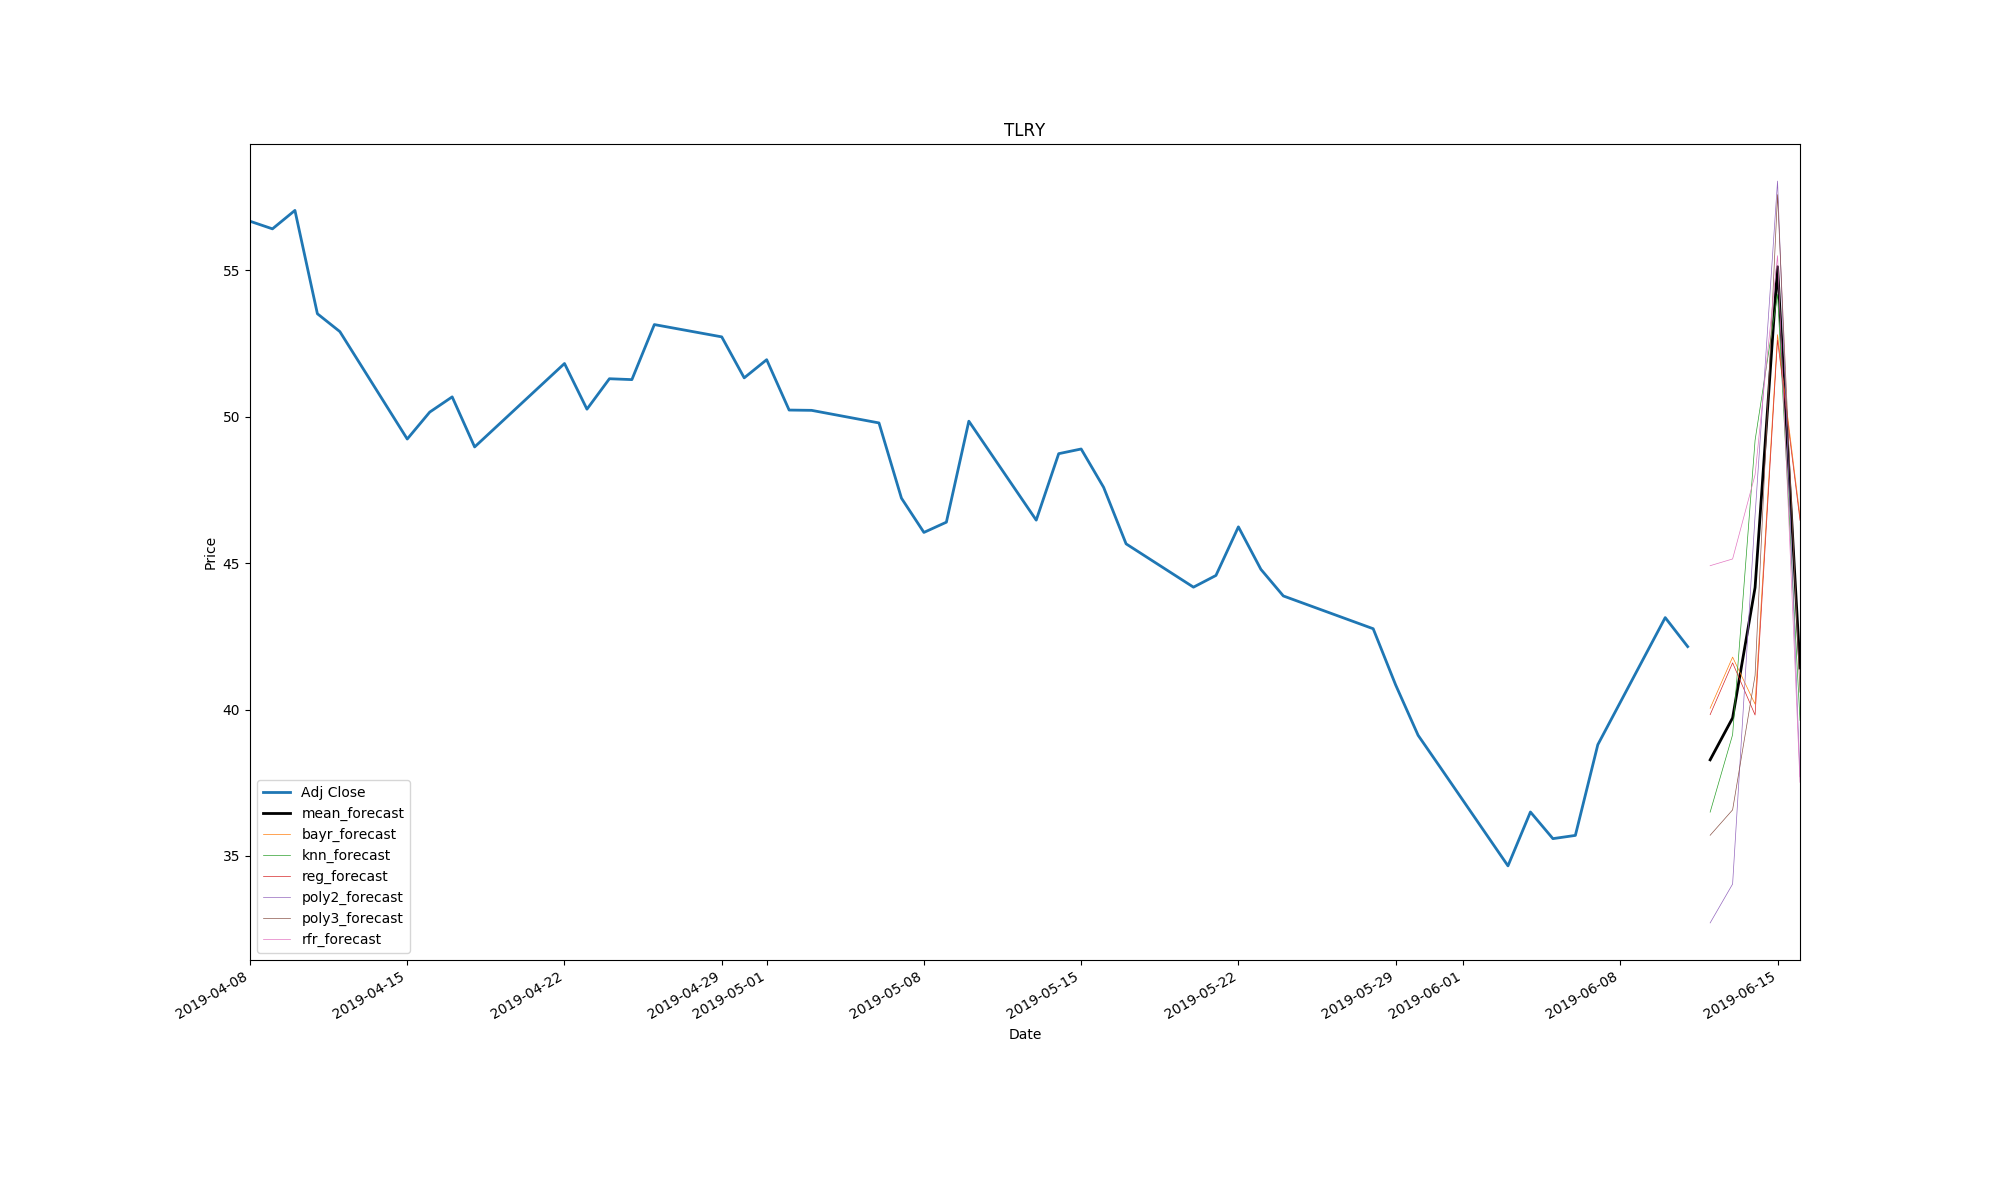 TLRY
55
50
45
40
35
Price
Adj Close
mean_forecast
bayr_forecast
knn_forecast
reg_forecast
poly2_forecast
poly3_forecast
rfr_forecast
2019-04-08
2019-04-15
2019-04-22
2019-04-29
2019-05-01
2019-05-08
2019-05-15
2019-05-22
2019-05-29
2019-06-01
2019-06-08
2019-06-15
Date